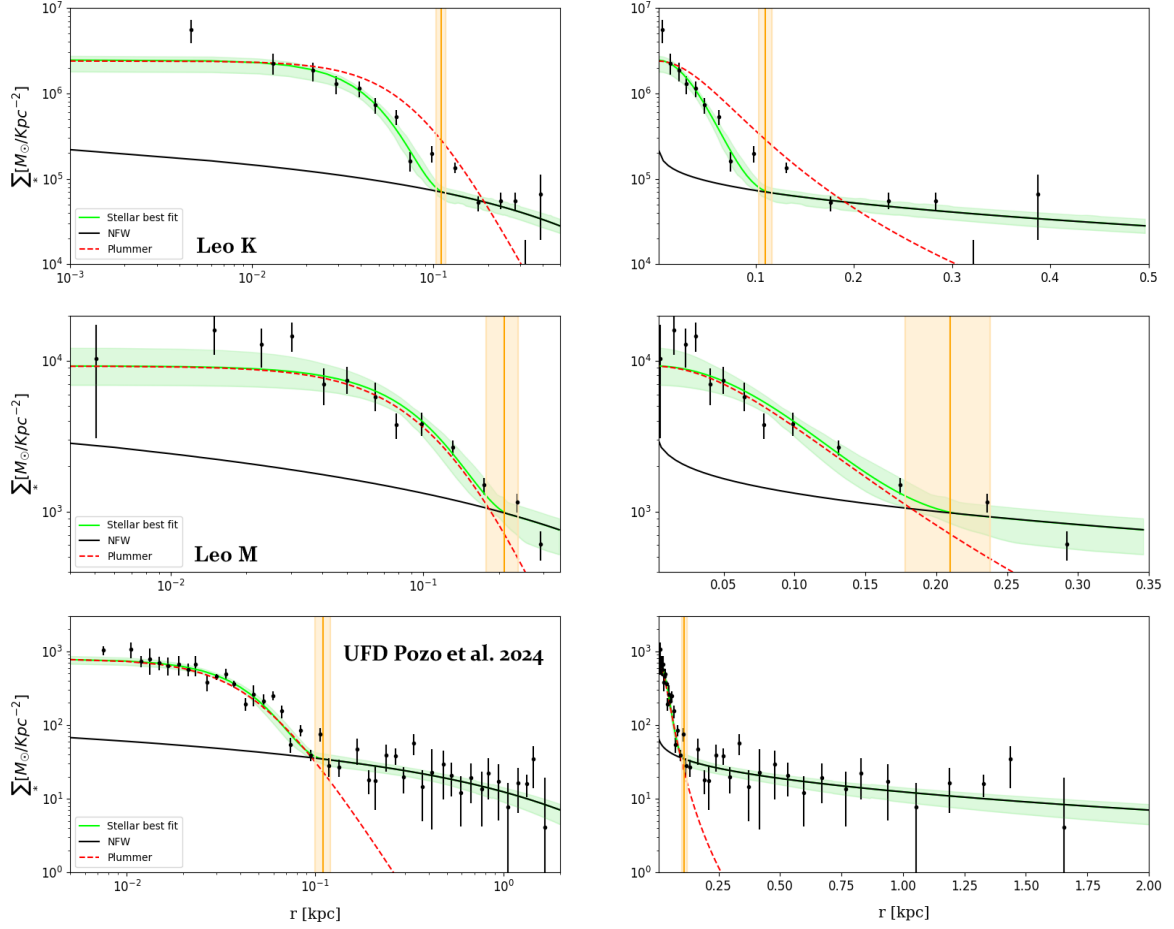 10⁷
10⁶
10⁵
10⁴
∑* [M⊙/Kpc⁻²]
Stellar best fit
NFW
Plummer
Leo K
10⁻³ 10⁻² 10⁻¹
10⁷
10⁶
10⁵
10⁴
0.1 0.2 0.3 0.4 0.5
10⁴
10³
∑* [M⊙/Kpc⁻²]
Stellar best fit
NFW
Plummer
Leo M
10⁻² 10⁻¹
10⁴
10³
0.05 0.10 0.15 0.20 0.25 0.30 0.35
10³
10²
10¹
10⁰
∑* [M⊙/Kpc⁻²]
UFD Pozo et al. 2024
Stellar best fit
NFW
Plummer
10⁻² 10⁻¹ 10⁰
r [kpc]
10³
10²
10¹
10⁰
0.25 0.50 0.75 1.00 1.25 1.50 1.75 2.00
r [kpc]